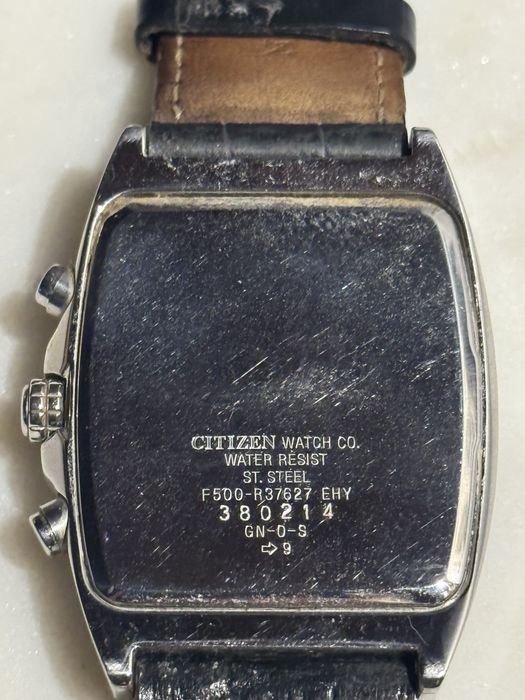 CITIZEN WATCH CO.
WATER RESIST
ST. STEEL
F500-R37627 EHY
380214
GN-0-S
⇨9